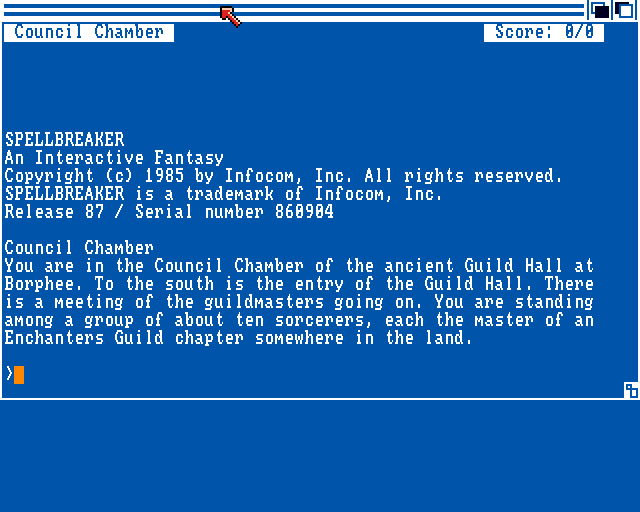 Council Chamber Score: 0/0
SPELLBREAKER
An Interactive Fantasy
Copyright (c) 1985 by Infocom, Inc. All rights reserved.
SPELLBREAKER is a trademark of Infocom, Inc.
Release 87 / Serial number 860904
Council Chamber
You are in the Council Chamber of the ancient Guild Hall at
Borphee. To the south is the entry of the Guild Hall. There
is a meeting of the guildmasters going on. You are standing
among a group of about ten sorcerers, each the master of an
Enchanters Guild chapter somewhere in the land.
>